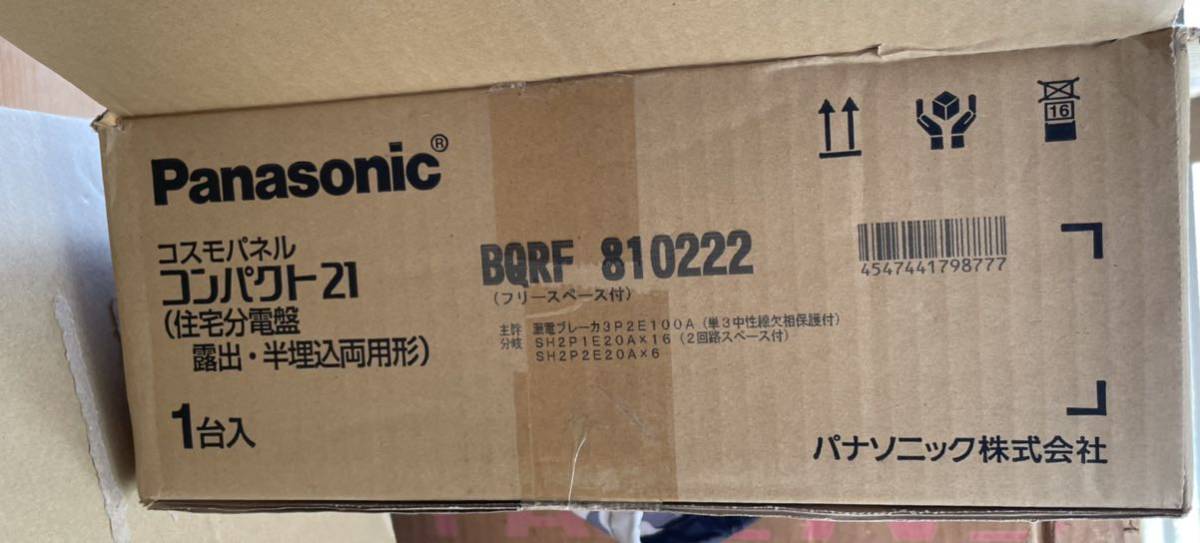 Panasonic®
コスモパネル
コンパクト21
(住宅分電盤
露出・半埋込両用形)
1台入
BQRF 810222
(フリースペース付)
主幹 漏電ブレーカ3P2E100A(単3中性線欠相保護付)
分岐 SH2P1E20A×16(2回路スペース付)
SH2P2E20A×6
16
4547441798777
パナソニック株式会社